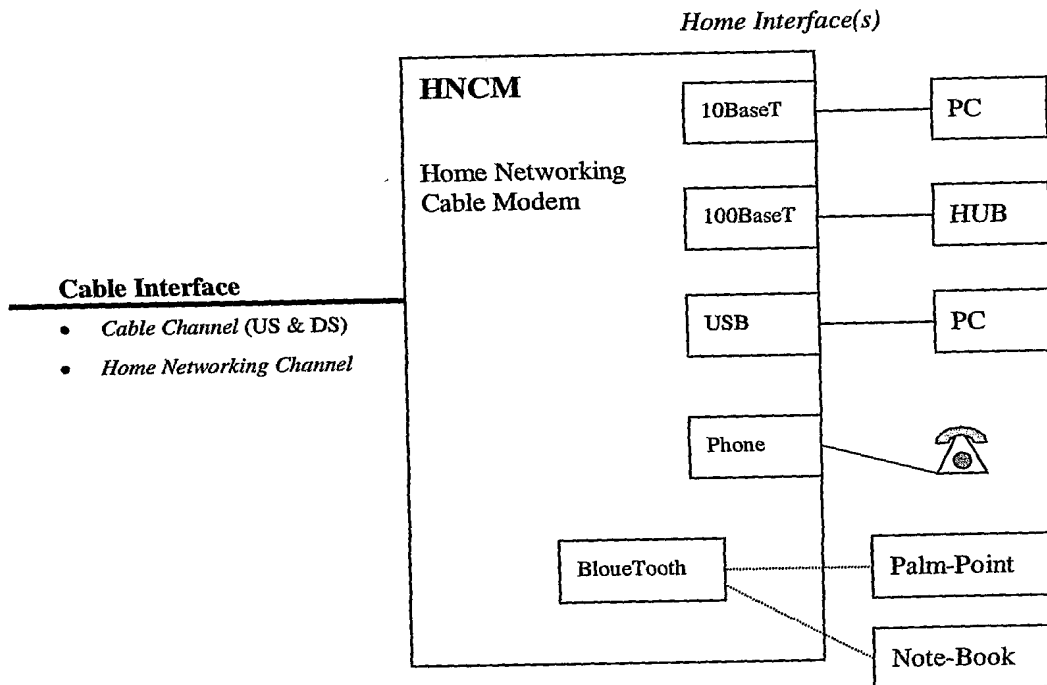 Home Interface(s)
HNCM
10BaseT
PC
Home Networking
Cable Modem
100BaseT
HUB
Cable Interface
• Cable Channel (US & DS)
• Home Networking Channel
USB
PC
Phone
BloueTooth
Palm-Point
Note-Book